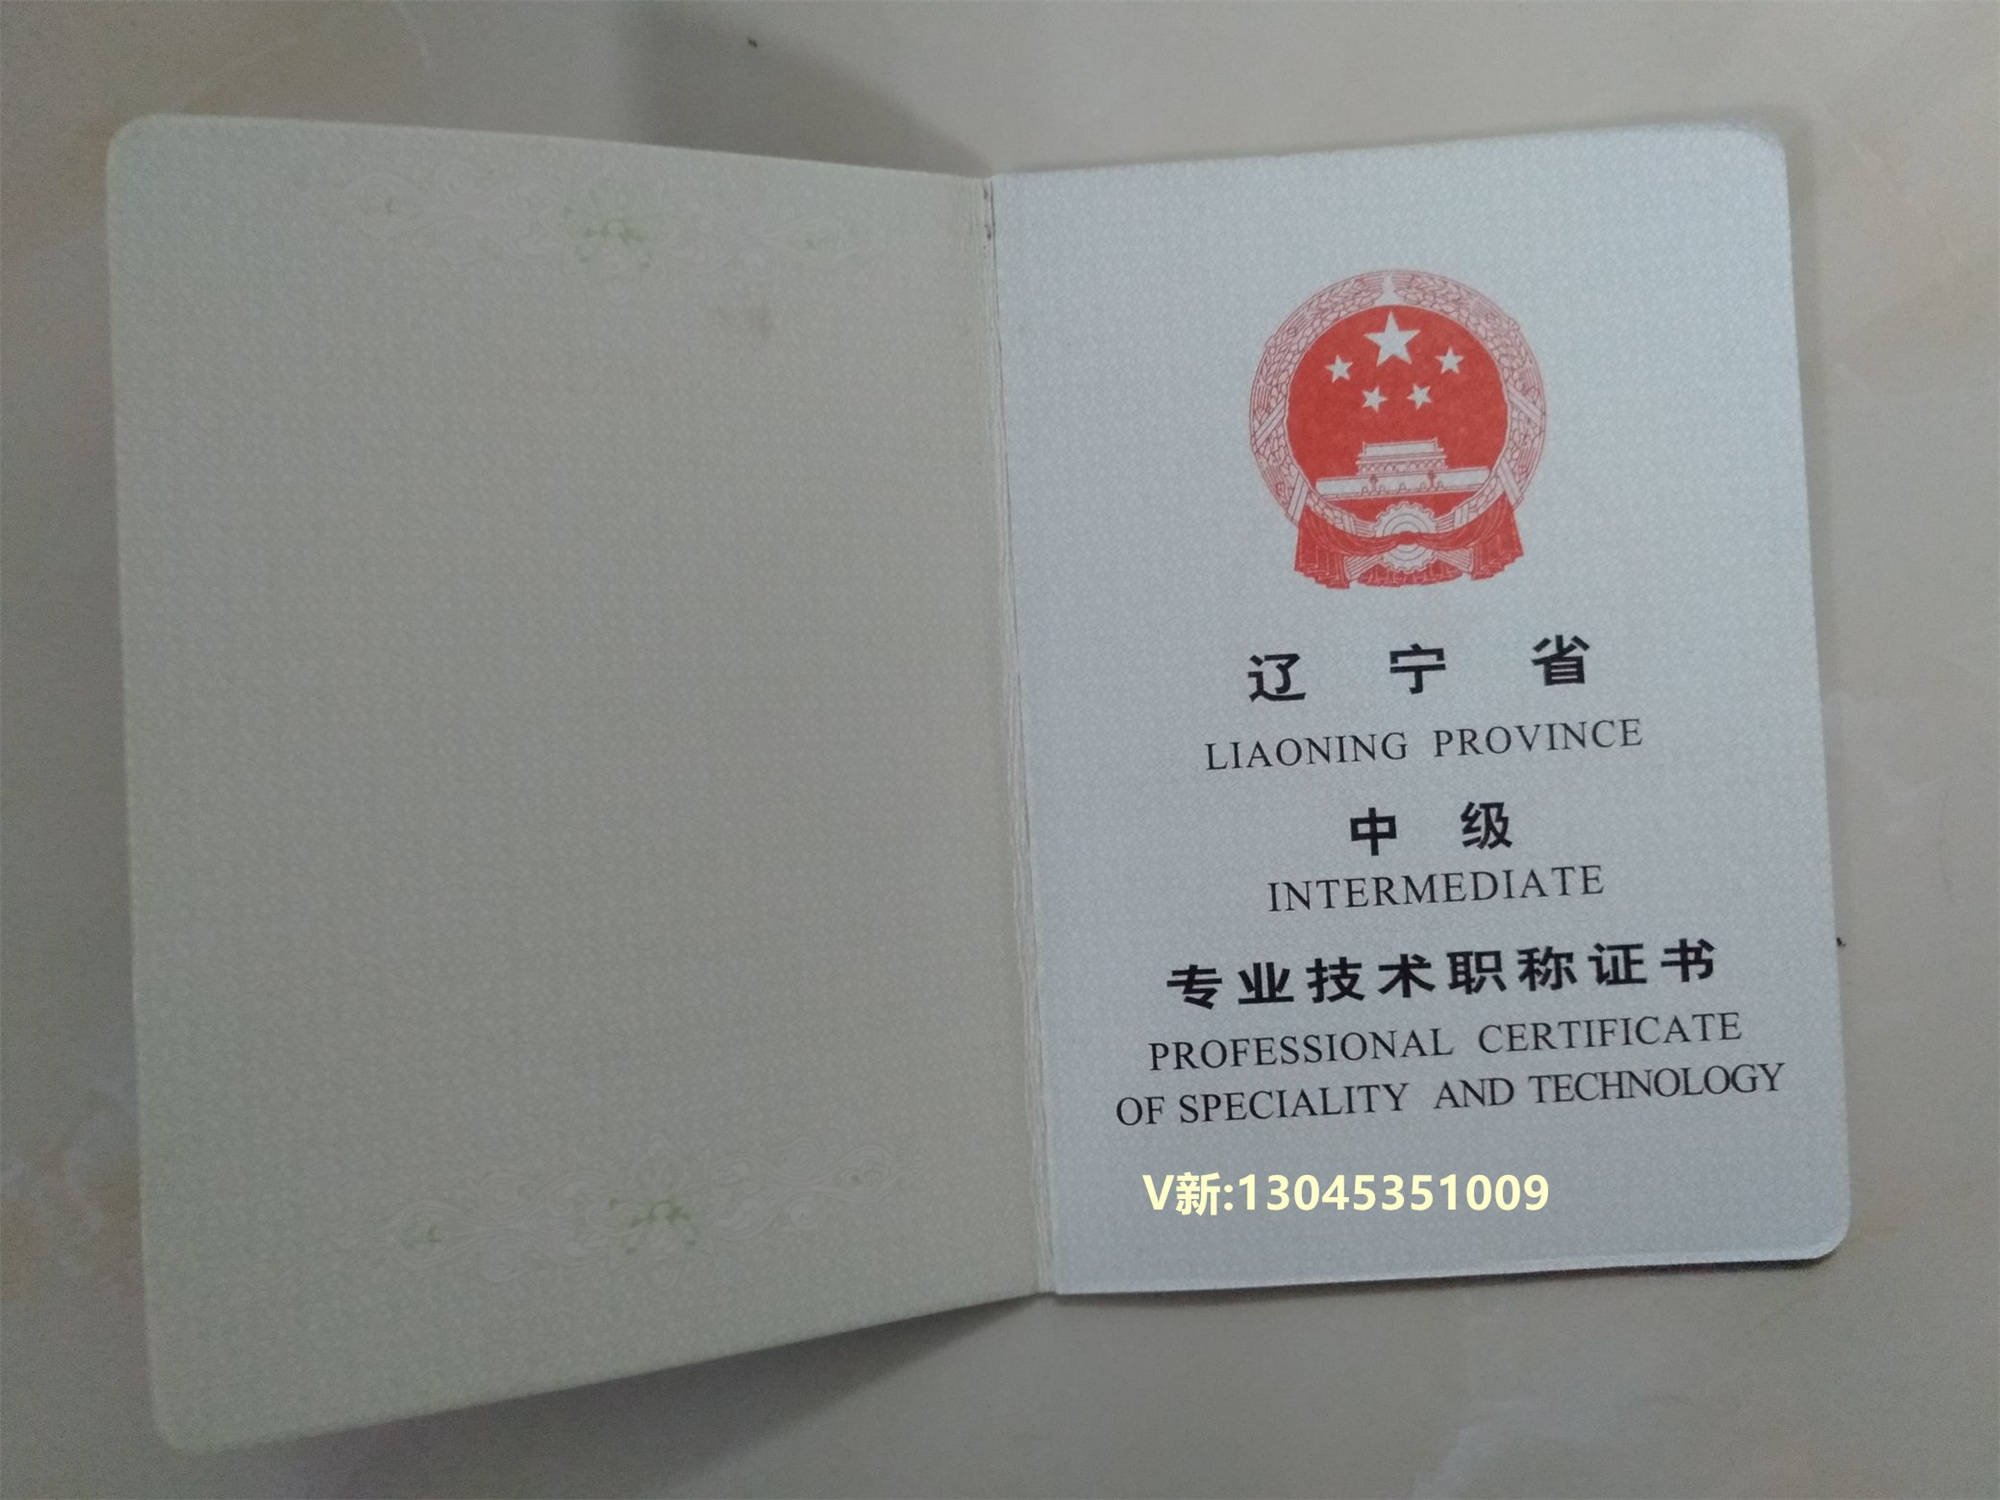 辽宁省
LIAONING PROVINCE
中级
INTERMEDIATE
专业技术职称证书
PROFESSIONAL CERTIFICATE
OF SPECIALITY AND TECHNOLOGY
V新:13045351009